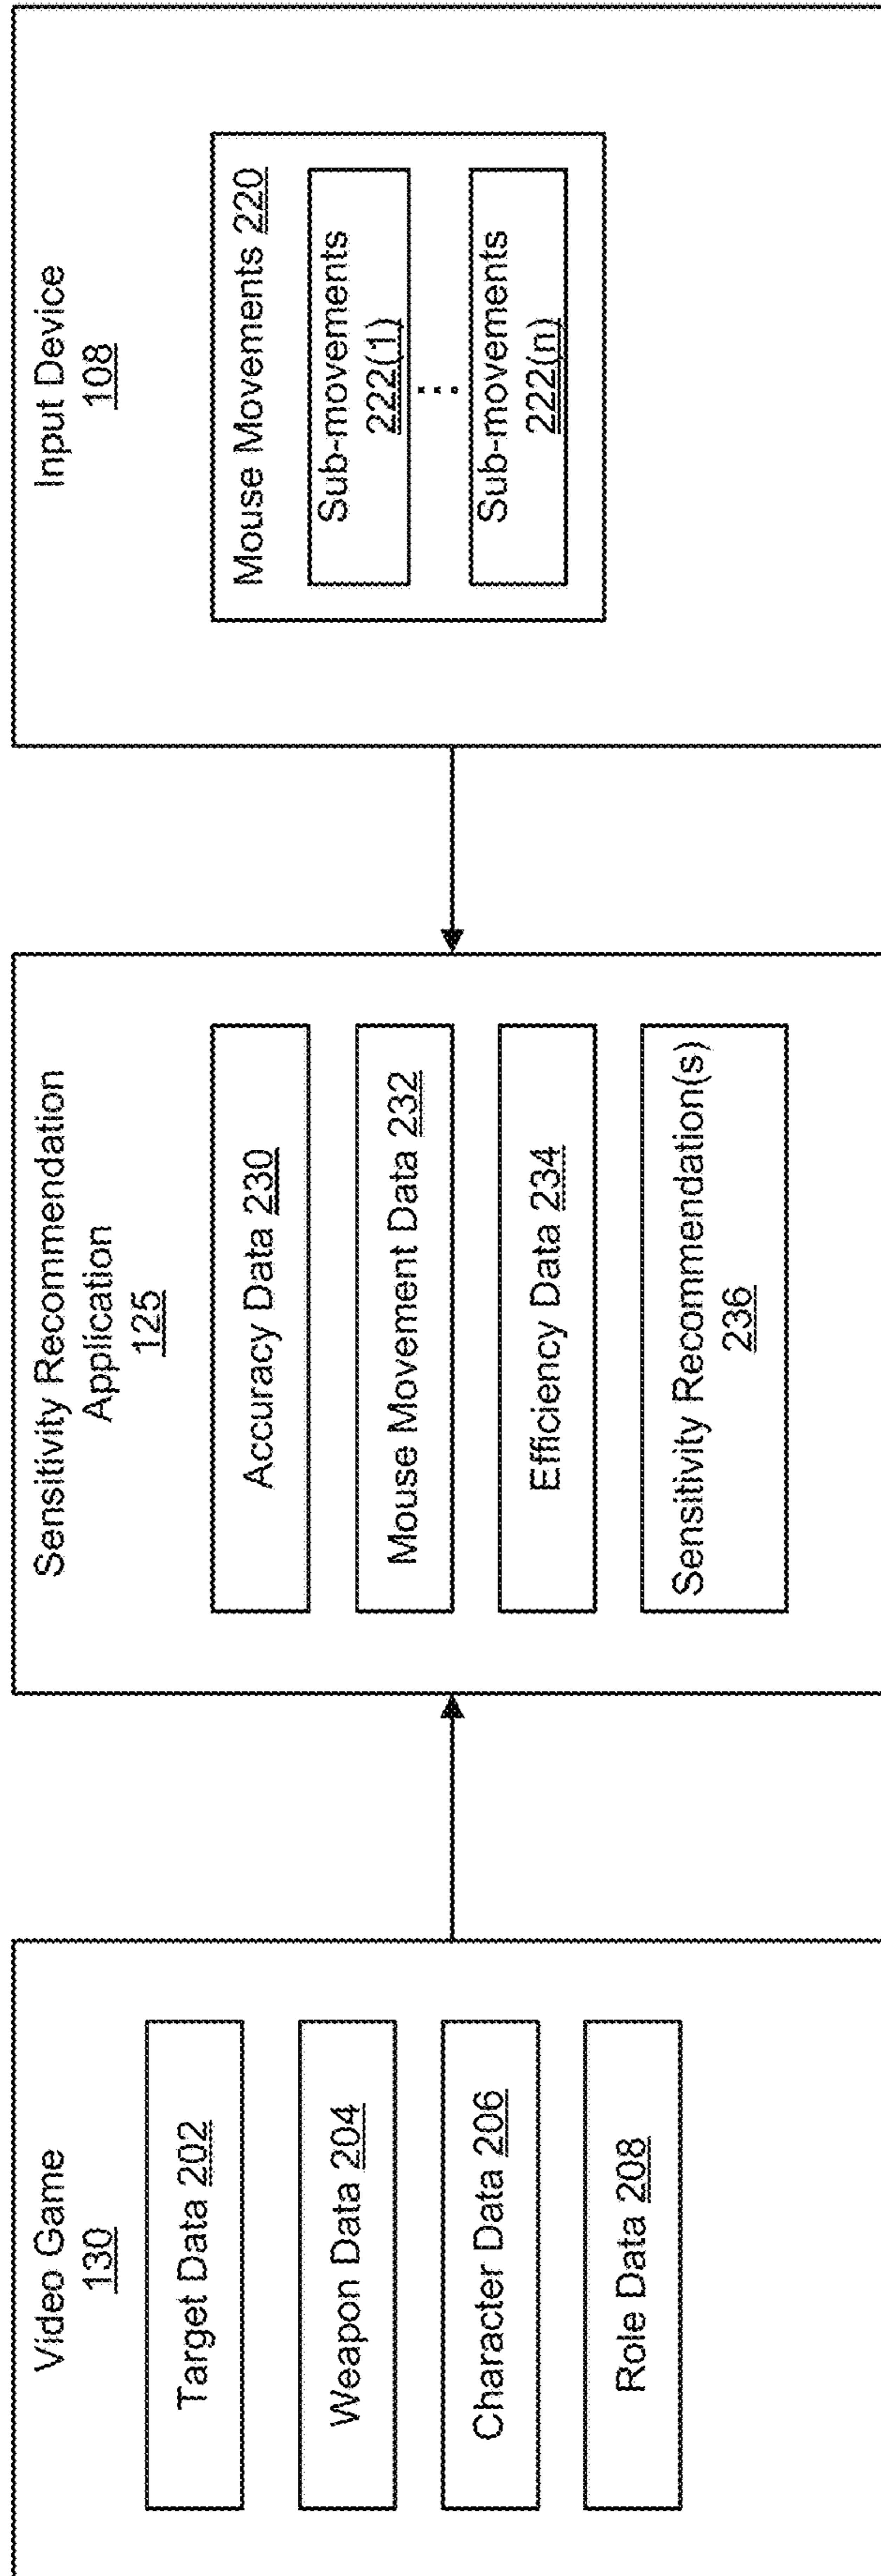 Video Game
130
Target Data 202
Weapon Data 204
Character Data 206
Role Data 208
Sensitivity Recommendation
Application
125
Accuracy Data 230
Mouse Movement Data 232
Efficiency Data 234
Sensitivity Recommendation(s)
236
Input Device
108
Mouse Movements 220
Sub-movements
222(1)
...
Sub-movements
222(n)